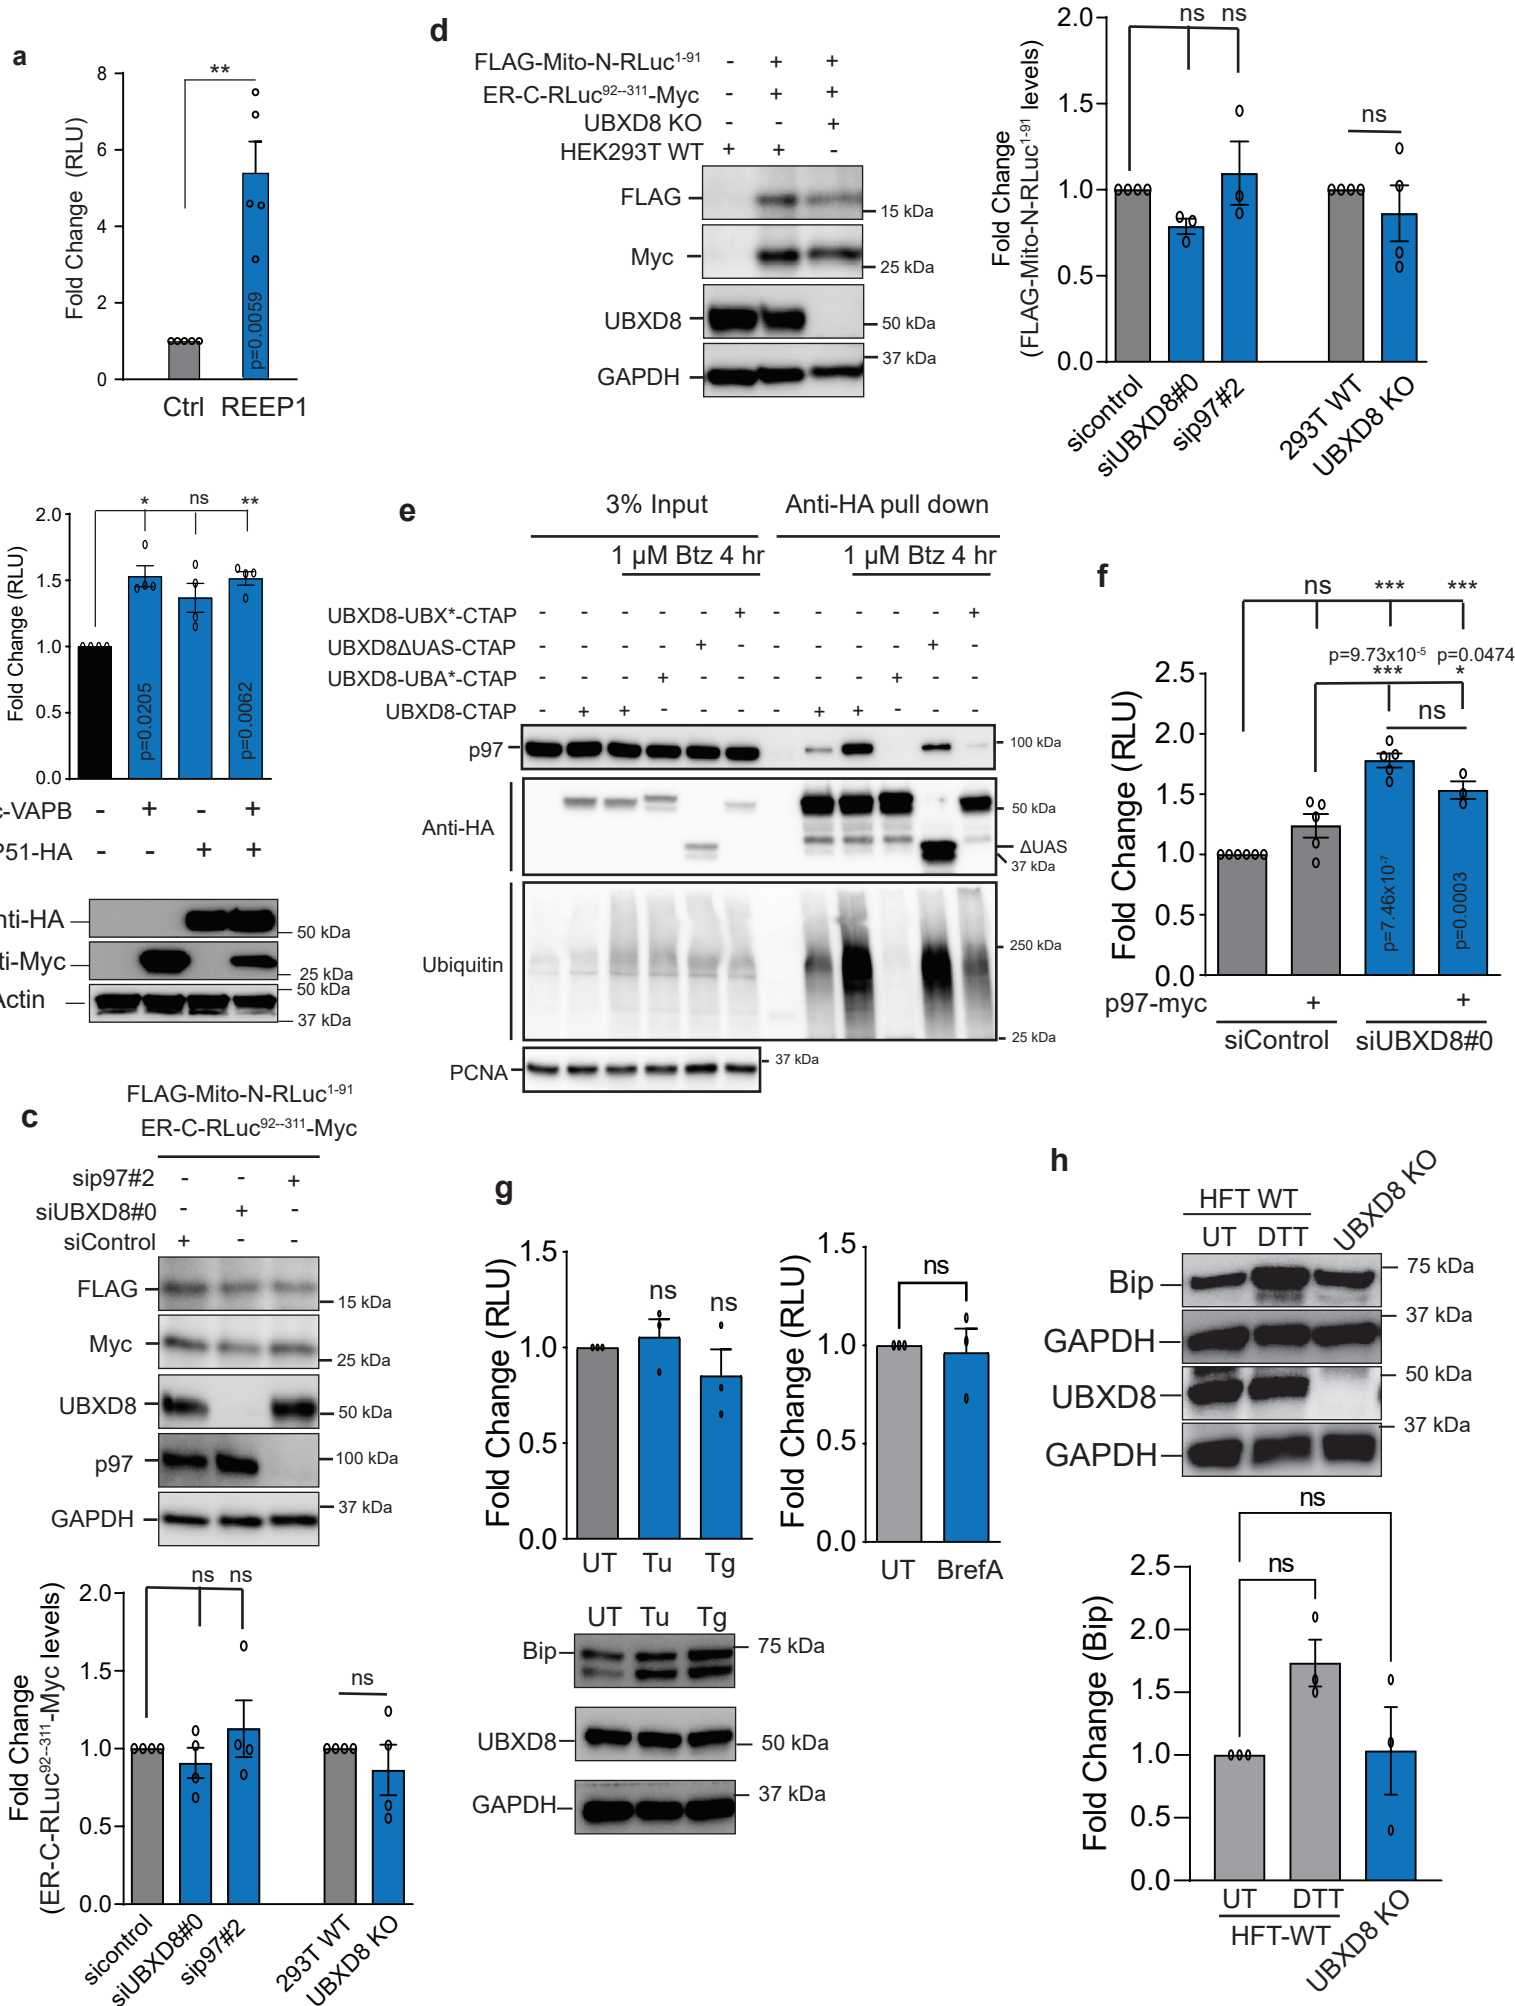 a
Fold Change (RLU)
8
6
4
2
0
**
p=0.0059
Ctrl REEP1
Fold Change (RLU)
2.0
1.5
1.0
0.5
0.0
* ns **
p=0.0205
p=0.0062
c-VAPB - + - +
P51-HA - - + +
nti-HA
50 kDa
ti-Myc
25 kDa
Actin
50 kDa
37 kDa
c
FLAG-Mito-N-RLuc1-91
ER-C-RLuc92--311-Myc
sip97#2 - - +
siUBXD8#0 - + -
siControl + - -
FLAG
15 kDa
Myc
25 kDa
UBXD8
50 kDa
p97
100 kDa
GAPDH
37 kDa
Fold Change
(ER-C-RLuc92--311-Myc levels)
2.0
1.5
1.0
0.5
0.0
ns ns
ns
sicontrol
siUBXD8#0
sip97#2
293T WT
UBXD8 KO
d
FLAG-Mito-N-RLuc1-91 - + +
ER-C-RLuc92--311-Myc - + +
UBXD8 KO - - +
HEK293T WT + + -
FLAG
15 kDa
Myc
25 kDa
UBXD8
50 kDa
GAPDH
37 kDa
Fold Change
(FLAG-Mito-N-RLuc1-91 levels)
2.0
1.5
1.0
0.5
0.0
ns ns
ns
sicontrol
siUBXD8#0
sip97#2
293T WT
UBXD8 KO
e
3% Input Anti-HA pull down
1 µM Btz 4 hr 1 µM Btz 4 hr
UBXD8-UBX*-CTAP - - - - - + - - - - - +
UBXD8ΔUAS-CTAP - - - - + - - - - - + -
UBXD8-UBA*-CTAP - - - + - - - - - + - -
UBXD8-CTAP - + + - - - - + + - - -
p97
100 kDa
Anti-HA
50 kDa
ΔUAS
37 kDa
Ubiquitin
250 kDa
25 kDa
PCNA
37 kDa
f
Fold Change (RLU)
2.5
2.0
1.5
1.0
0.5
0.0
ns *** ***
p=9.73x10-5 p=0.0474
*** *
ns
p=7.46x10-7
p=0.0003
p97-myc + +
siControl siUBXD8#0
g
Fold Change (RLU)
1.5
1.0
0.5
0.0
ns ns
UT Tu Tg
Fold Change (RLU)
1.5
1.0
0.5
0.0
ns
UT BrefA
UT Tu Tg
Bip
75 kDa
UBXD8
50 kDa
GAPDH
37 kDa
h
HFT WT
UT DTT
UBXD8 KO
Bip
75 kDa
GAPDH
37 kDa
UBXD8
50 kDa
GAPDH
37 kDa
Fold Change (Bip)
2.5
2.0
1.5
1.0
0.5
0.0
ns
ns
UT DTT
HFT-WT
UBXD8 KO